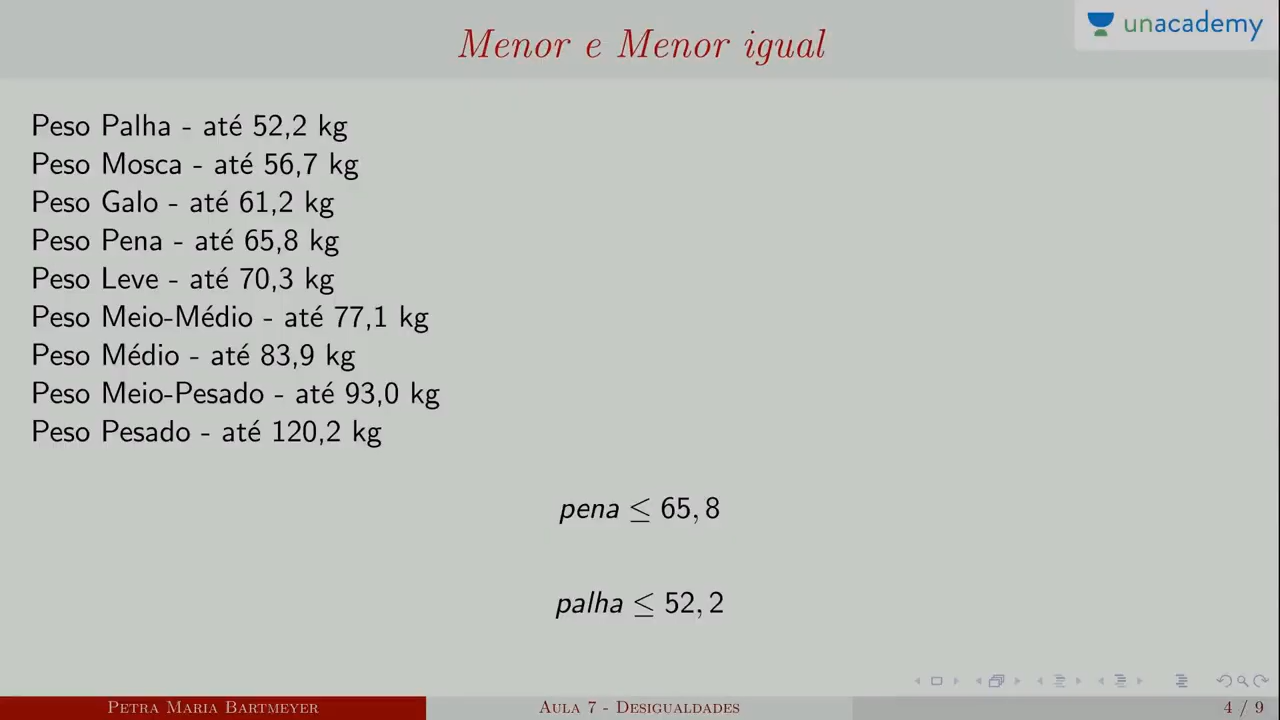 Menor e Menor igual
unacademy
Peso Palha - até 52,2 kg
Peso Mosca - até 56,7 kg
Peso Galo - até 61,2 kg
Peso Pena - até 65,8 kg
Peso Leve - até 70,3 kg
Peso Meio-Médio - até 77,1 kg
Peso Médio - até 83,9 kg
Peso Meio-Pesado - até 93,0 kg
Peso Pesado - até 120,2 kg
pena ≤ 65, 8
palha ≤ 52, 2
Petra Maria Bartmeyer
Aula 7 - Desigualdades
4 / 9